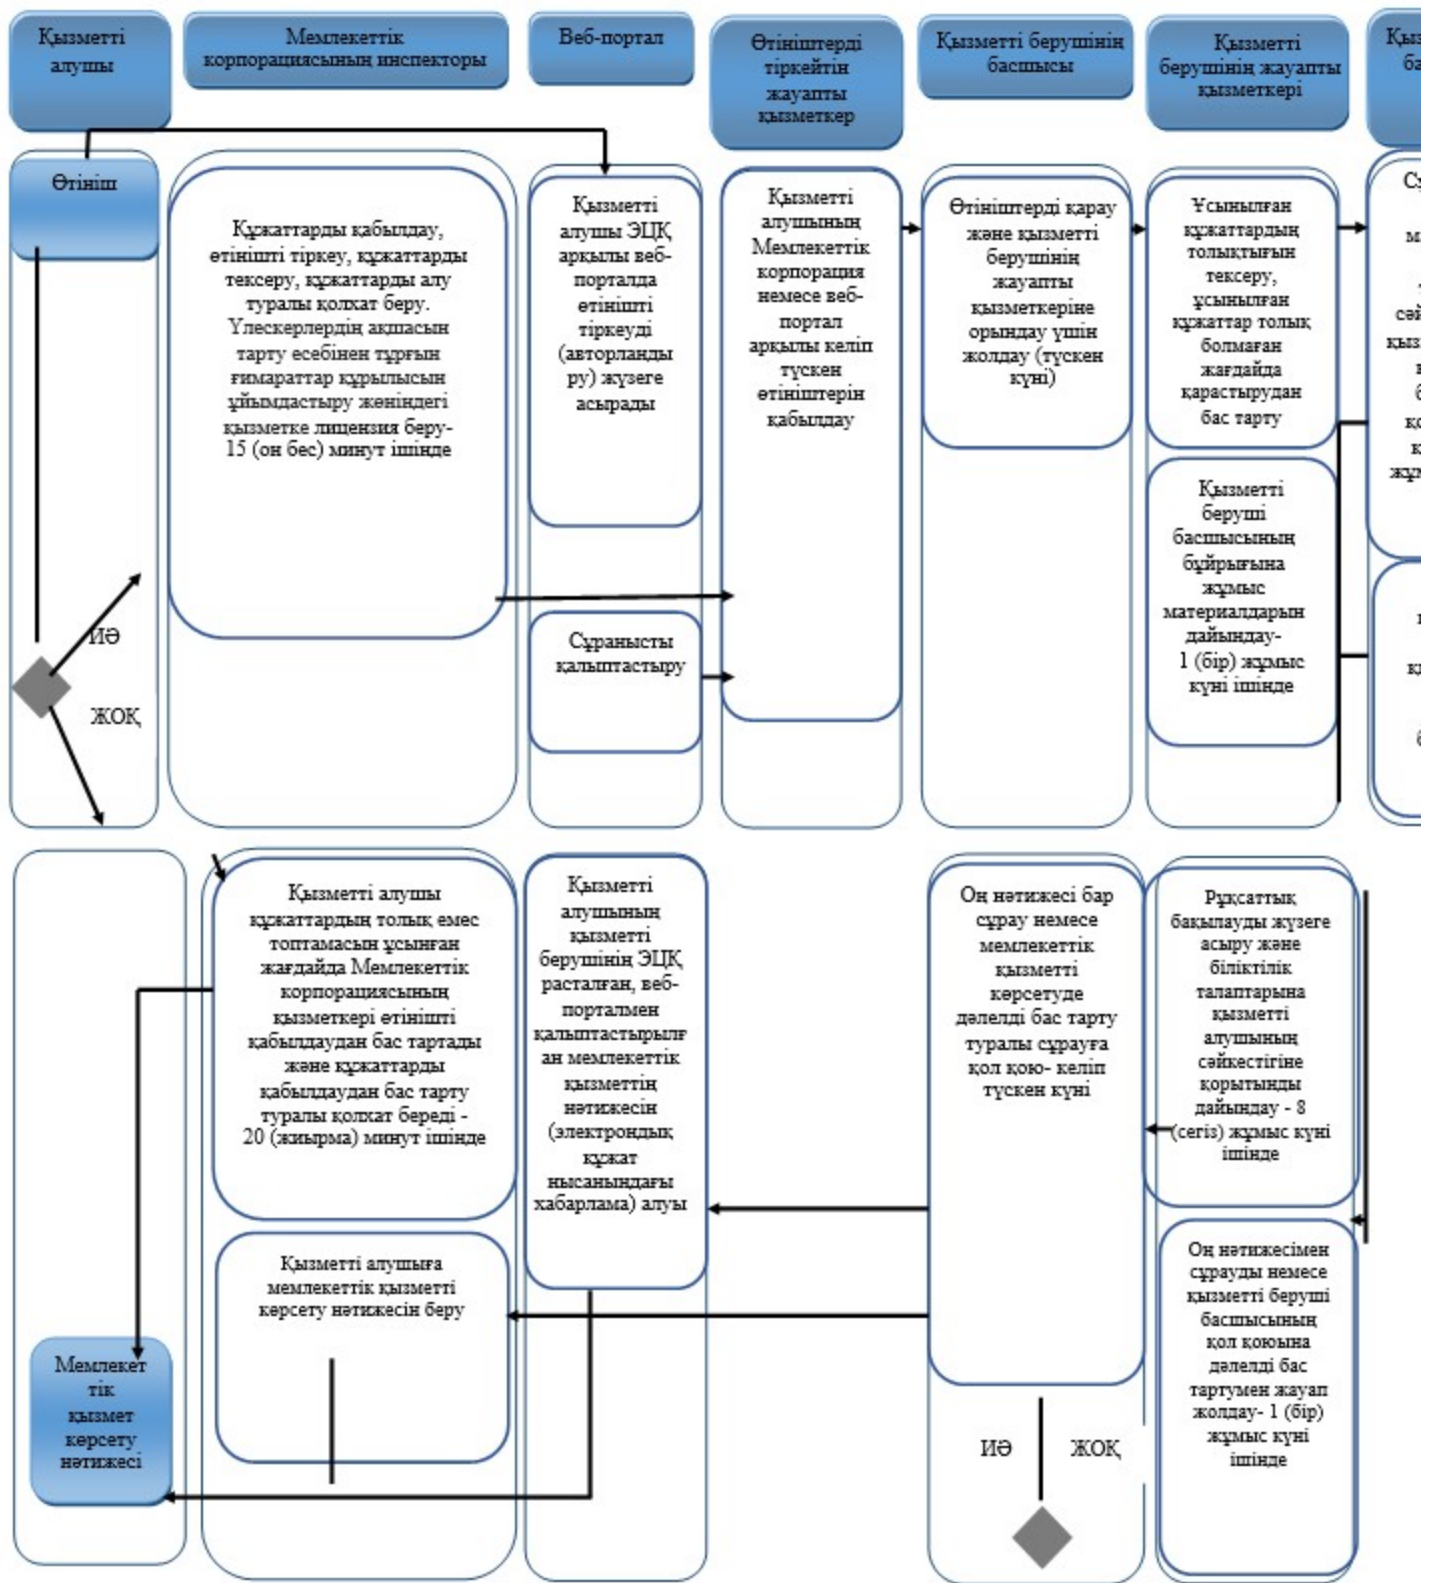 Қызметті
алушы
Мемлекеттік
корпорациясының инспекторы
Веб-портал
Өтініштерді
тіркейтін
жауапты
қызметкер
Қызметті берушінің
басшысы
Қызметті
берушінің жауапты
қызметкері
Өтініш
ИӘ
ЖОҚ
Құжаттарды қабылдау,
өтінішті тіркеу, құжаттарды
тексеру, құжаттарды алу
туралы қолхат беру.
Үлескерлердің ақшасын
тарту есебінен тұрғын
ғимараттар құрылысын
ұйымдастыру жөніндегі
қызметке лицензия беру-
15 (он бес) минут ішінде
Қызметті
алушы ЭЦҚ
арқылы веб-
порталда
өтінішті
тіркеуді
(авторланды
ру) жүзеге
асырады
Сұранысты
қалыптастыру
Қызметті
алушының
Мемлекеттік
корпорация
немесе веб-
портал
арқылы келіп
түскен
өтініштерін
қабылдау
Өтініштерді қарау
және қызметті
берушінің
жауапты
қызметкеріне
орындау үшін
жолдау (түскен
күні)
Ұсынылған
құжаттардың
толықтығын
тексеру,
ұсынылған
құжаттар толық
болмаған
жағдайда
қарастырудан
бас тарту
Қызметті
беруші
басшысының
бұйрығына
жұмыс
материалдарын
дайындау-
1 (бір) жұмыс
күні ішінде
Қызметті алушы
құжаттардың толық емес
топтамасын ұсынған
жағдайда Мемлекеттік
корпорациясының
қызметкері өтінішті
қабылдаудан бас тартады
және құжаттарды
қабылдаудан бас тарту
туралы қолхат береді -
20 (жиырма) минут ішінде
Қызметті алушыға
мемлекеттік қызметті
көрсету нәтижесін беру
Мемлекет
тік
қызмет
көрсету
нәтижесі
Қызметті
алушының
қызметті
берушінің ЭЦҚ
расталған, веб-
порталмен
қалыптастырылғ
ан мемлекеттік
қызметтің
нәтижесін
(электрондық
құжат
нысанындағы
хабарлама) алуы
Оң нәтижесі бар
сұрау немесе
мемлекеттік
қызметті
көрсетуде
дәлелді бас тарту
туралы сұрауға
қол қою- келіп
түскен күні
ИӘ
ЖОҚ
Рұқсаттық
бақылауды жүзеге
асыру және
біліктілік
талаптарына
қызметті
алушының
сәйкестігіне
қорытынды
дайындау - 8
(сегіз) жұмыс күні
ішінде
Оң нәтижесімен
сұрауды немесе
қызметті беруші
басшысының
қол қоюына
дәлелді бас
тартумен жауап
жолдау- 1 (бір)
жұмыс күні
ішінде